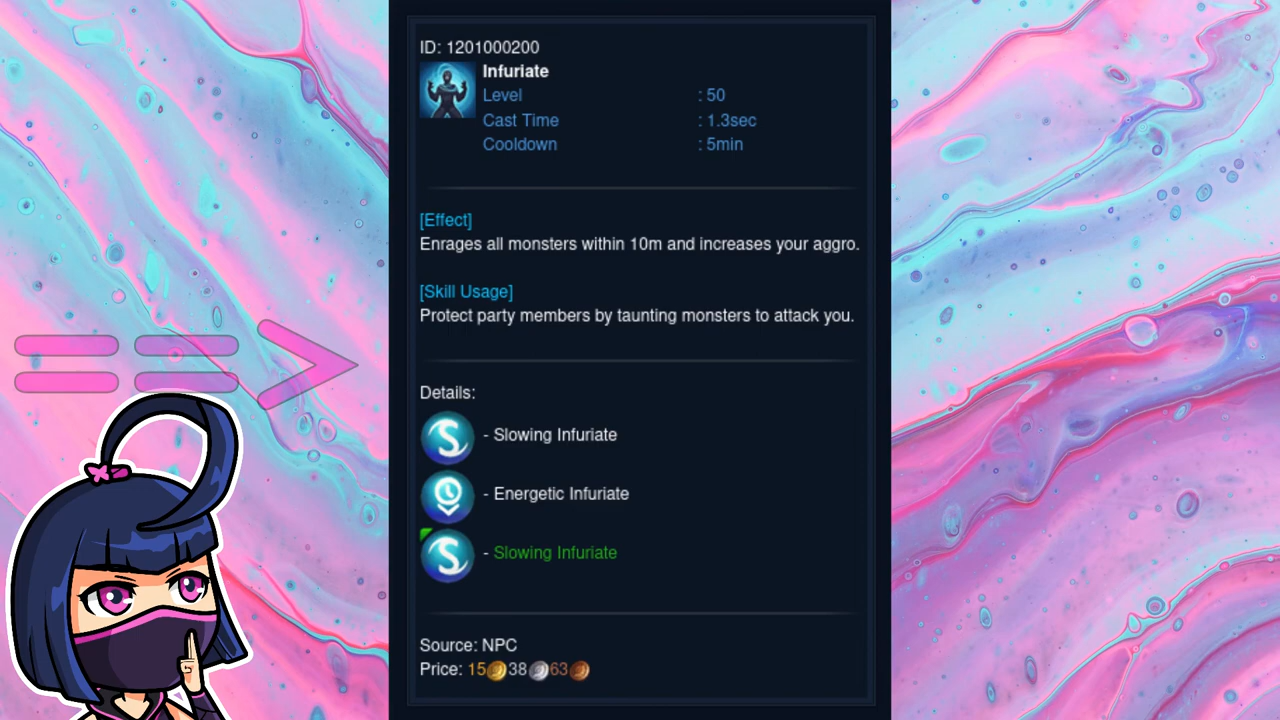 ID: 1201000200
Infuriate
Level : 50
Cast Time : 1.3sec
Cooldown : 5min
[Effect]
Enrages all monsters within 10m and increases your aggro.
[Skill Usage]
Protect party members by taunting monsters to attack you.
Details:
- Slowing Infuriate
- Energetic Infuriate
- Slowing Infuriate
Source: NPC
Price: 15 38 63